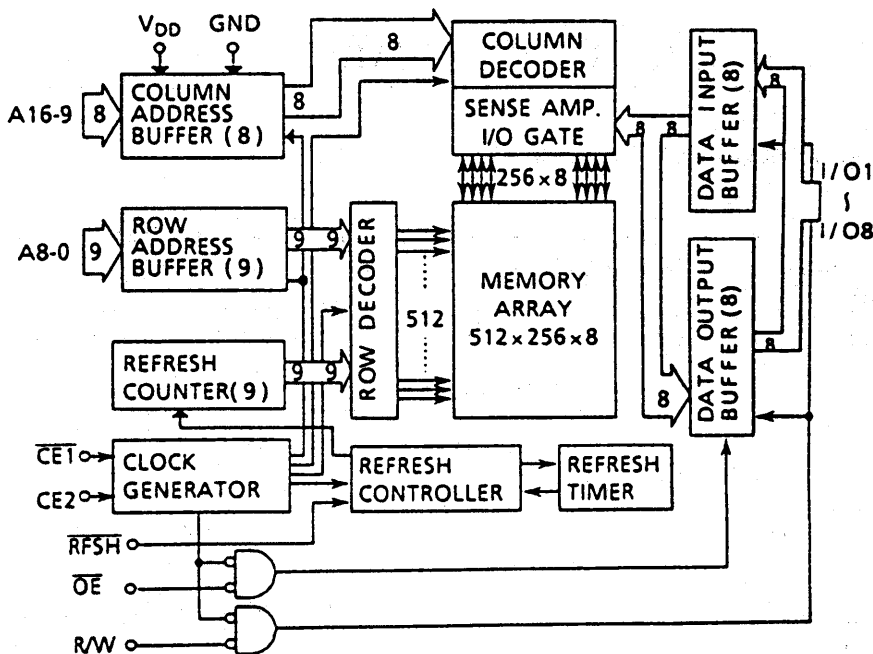 VDD GND
A16-9
8
COLUMN
ADDRESS
BUFFER (8)
8
8
COLUMN
DECODER
SENSE AMP.
I/O GATE
256×8
8
8
DATA INPUT
BUFFER (8)
8
I/O1
~
I/O8
A8-0
9
ROW
ADDRESS
BUFFER (9)
9 9
ROW DECODER
512
MEMORY
ARRAY
512×256×8
8
DATA OUTPUT
BUFFER (8)
8
REFRESH
COUNTER(9)
9 9
C̅E̅1̅
CE2
CLOCK
GENERATOR
REFRESH
CONTROLLER
REFRESH
TIMER
R̅F̅S̅H̅
O̅E̅
R/W